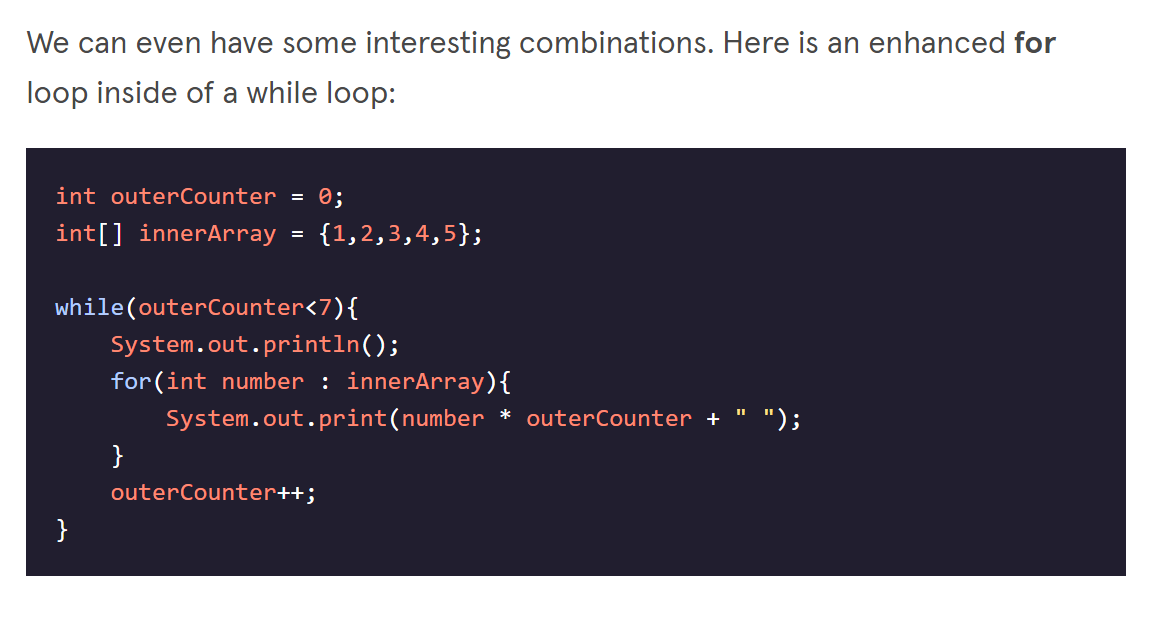 We can even have some interesting combinations. Here is an enhanced for
loop inside of a while loop:
int outerCounter = 0;
int[] innerArray = {1,2,3,4,5};
while(outerCounter<7){
    System.out.println();
    for(int number : innerArray){
        System.out.print(number * outerCounter + " ");
    }
    outerCounter++;
}